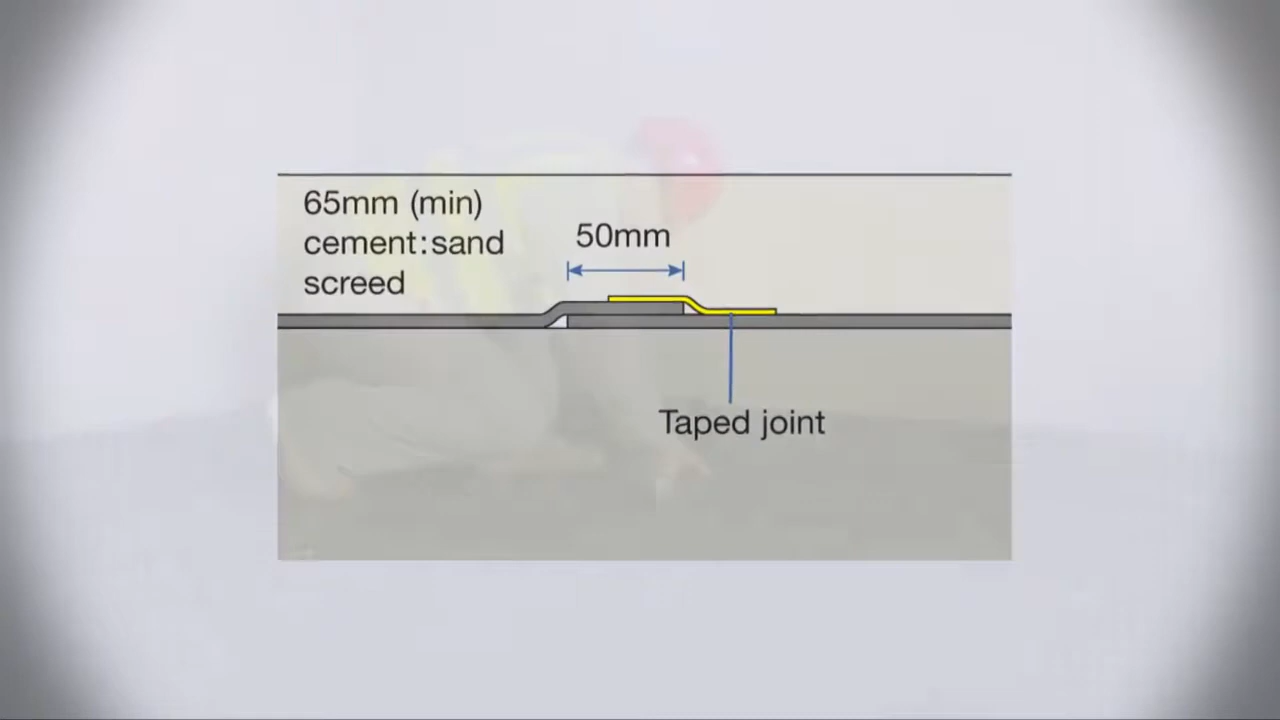 65mm (min)
cement:sand
screed
50mm
Taped joint